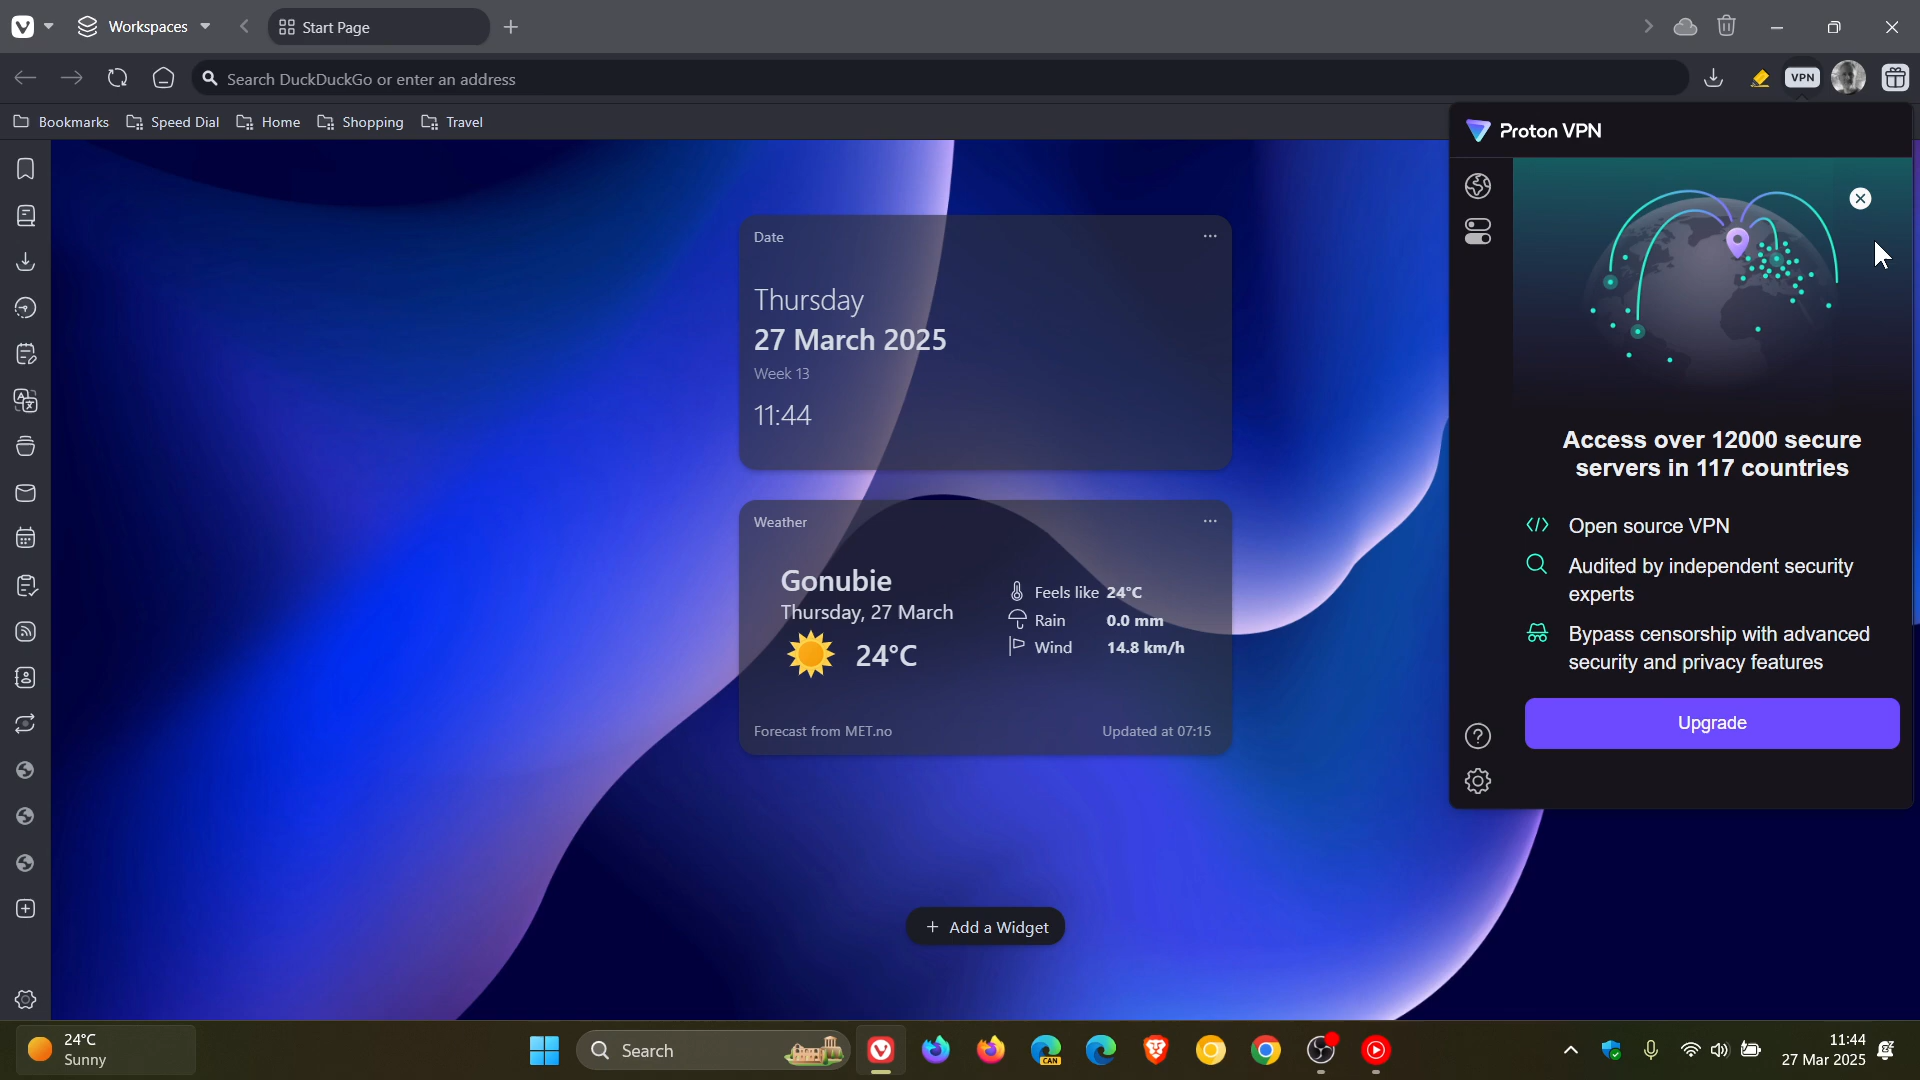 Workspaces
Start Page
Search DuckDuckGo or enter an address
VPN
Bookmarks
Speed Dial
Home
Shopping
Travel
Proton VPN
Date
Thursday
27 March 2025
Week 13
11:44
Weather
Gonubie
Thursday, 27 March
24°C
Feels like 24°C
Rain 0.0 mm
Wind 14.8 km/h
Forecast from MET.no
Updated at 07:15
+ Add a Widget
Access over 12000 secure
servers in 117 countries
Open source VPN
Audited by independent security
experts
Bypass censorship with advanced
security and privacy features
Upgrade
24°C
Sunny
Search
CAN
11:44
27 Mar 2025